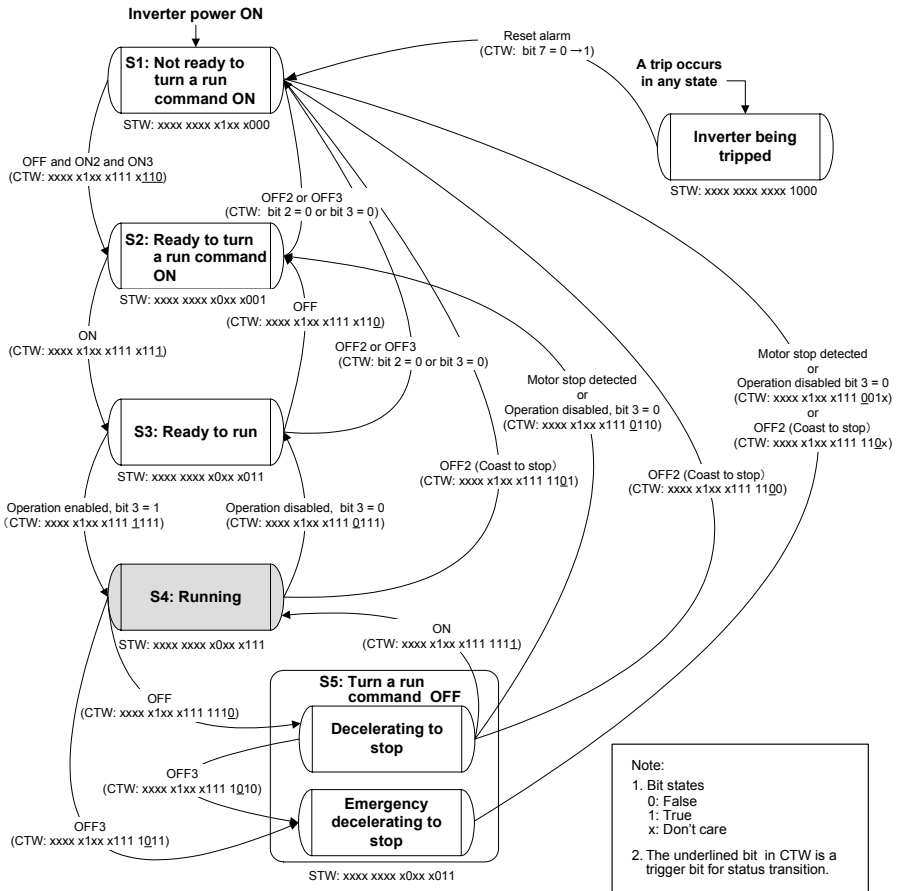 Inverter power ON
S1: Not ready to
turn a run
command ON
STW: xxxx xxxx x1xx x000
Reset alarm
(CTW: bit 7 = 0 →1)
A trip occurs
in any state
Inverter being
tripped
STW: xxxx xxxx xxxx 1000
OFF and ON2 and ON3
(CTW: xxxx x1xx x111 x110)
OFF2 or OFF3
(CTW: bit 2 = 0 or bit 3 = 0)
S2: Ready to turn
a run command
ON
STW: xxxx xxxx x0xx x001
ON
(CTW: xxxx x1xx x111 x111)
OFF
(CTW: xxxx x1xx x111 x110)
OFF2 or OFF3
(CTW: bit 2 = 0 or bit 3 = 0)
Motor stop detected
or
Operation disabled, bit 3 = 0
(CTW: xxxx x1xx x111 0110)
Motor stop detected
or
Operation disabled bit 3 = 0
(CTW: xxxx x1xx x111 001x)
or
OFF2 (Coast to stop)
(CTW: xxxx x1xx x111 110x)
S3: Ready to run
STW: xxxx xxxx x0xx x011
OFF2 (Coast to stop)
(CTW: xxxx x1xx x111 1101)
OFF2 (Coast to stop)
(CTW: xxxx x1xx x111 1100)
Operation enabled, bit 3 = 1
(CTW: xxxx x1xx x111 1111)
Operation disabled, bit 3 = 0
(CTW: xxxx x1xx x111 0111)
S4: Running
STW: xxxx xxxx x0xx x111
ON
(CTW: xxxx x1xx x111 1111)
OFF
(CTW: xxxx x1xx x111 1110)
S5: Turn a run
command OFF
Decelerating to
stop
OFF3
(CTW: xxxx x1xx x111 1010)
Emergency
decelerating to
stop
OFF3
(CTW: xxxx x1xx x111 1011)
STW: xxxx xxxx x0xx x011
Note:
1. Bit states
0: False
1: True
x: Don't care
2. The underlined bit in CTW is a
trigger bit for status transition.